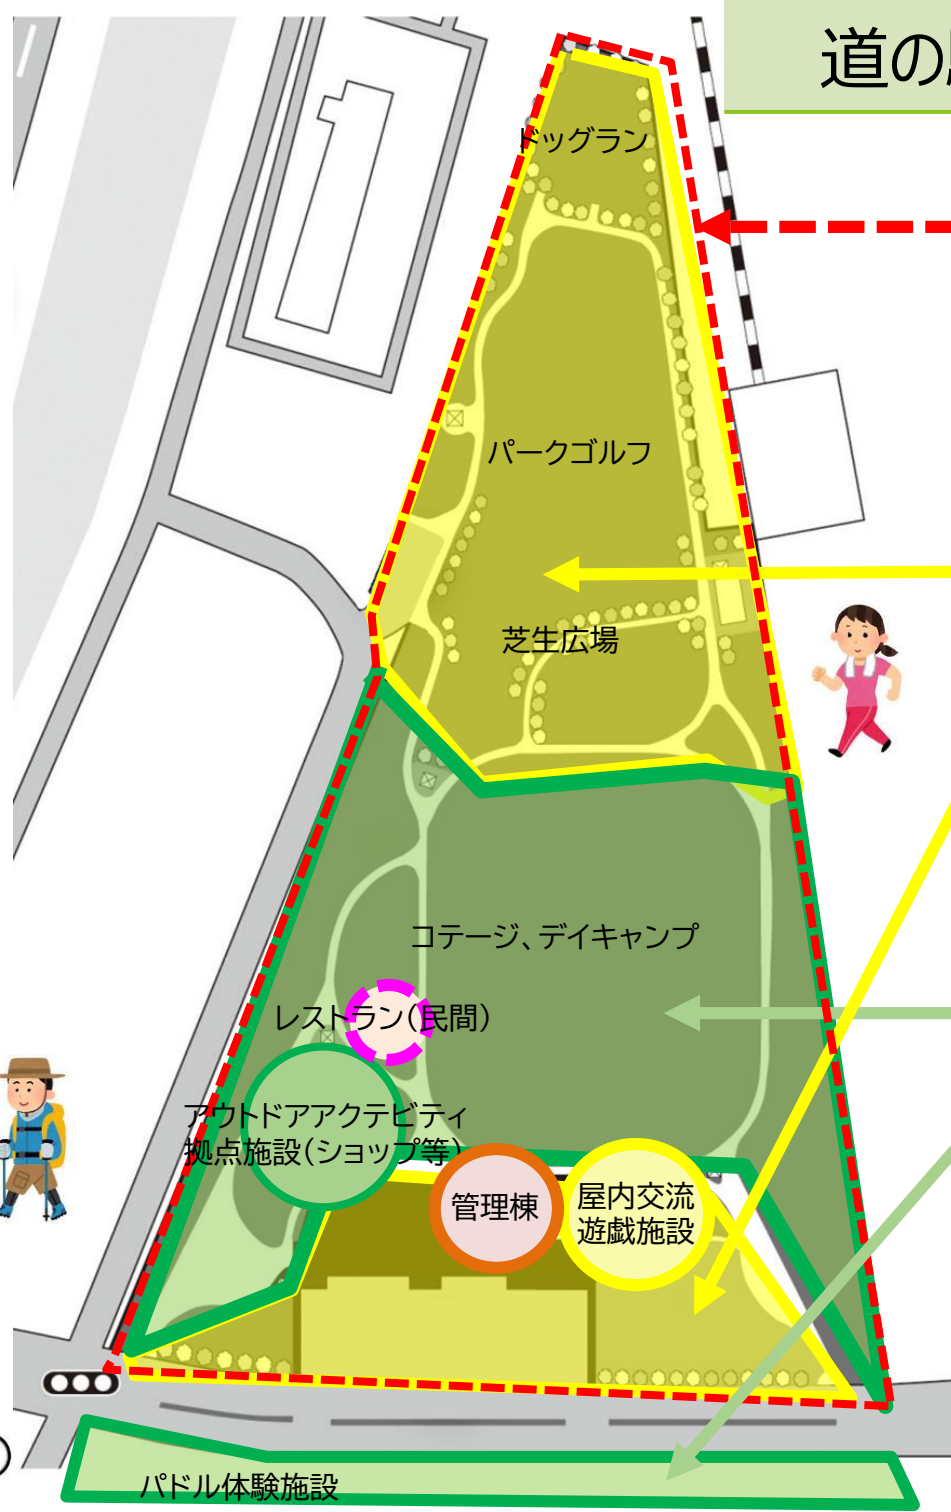 道の
ドッグラン
パークゴルフ
芝生広場
コテージ、デイキャンプ
レストラン(民間)
アウトドアアクテビティ
拠点施設(ショップ等)
管理棟
屋内交流
遊戯施設
パドル体験施設